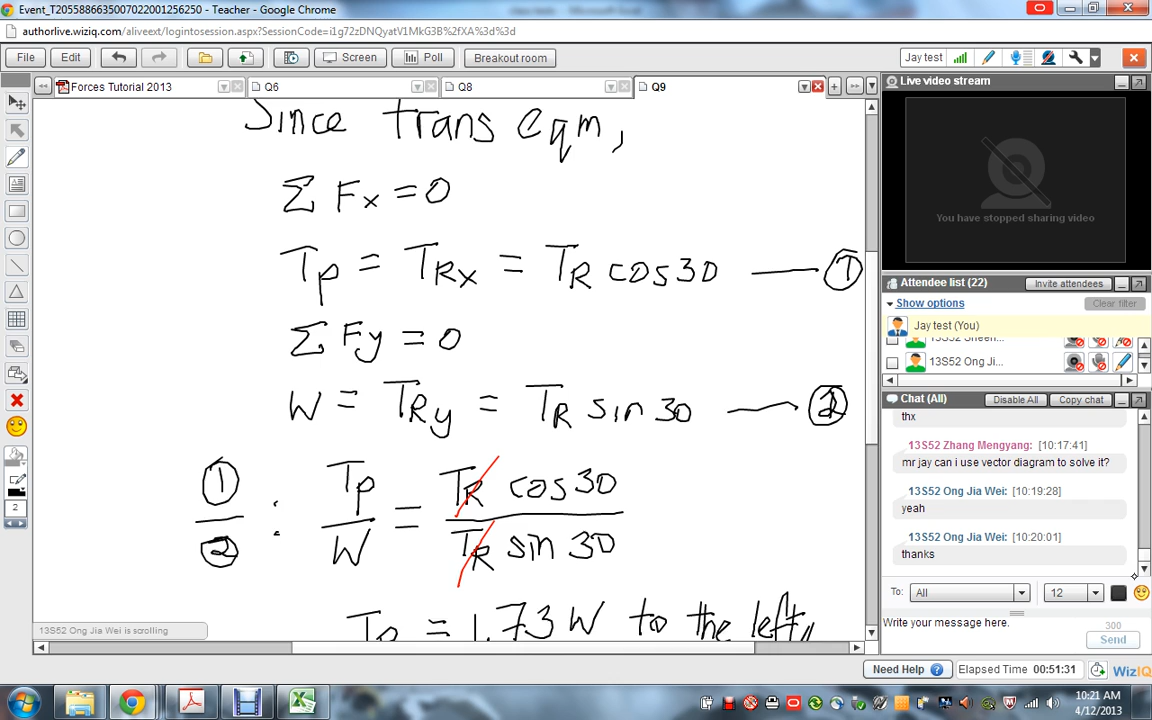 Event_T20558866350070220012562​50 - Teacher - Google Chrome
authorlive.wiziq.com/aliveext/logintosession.aspx?SessionCode=i1g72zDNQyatV1MkG3B%2fXA%3d%3d
File Edit Screen Poll Breakout room Jay test
Forces Tutorial 2013 Q6 Q8 Q9
Since trans eqm,
Σ Fx = 0
Tp = TRx = TR cos30 — ①
Σ Fy = 0
W = TRy = TR sin 30 — ②
①/② : Tp/W = TR cos 30/TR sin 30
Tp = 1.73 W to the left
13S52 Ong Jia Wei is scrolling
2
Live video stream
You have stopped sharing video
Attendee list (22) Invite attendees
Show options Clear filter
Jay test (You)
13S52 Sheen...
13S52 Ong Ji...
Chat (All) Disable All Copy chat
thx
13S52 Zhang Mengyang: [10:17:41]
mr jay can i use vector diagram to solve it?
13S52 Ong Jia Wei: [10:19:28]
yeah
13S52 Ong Jia Wei: [10:20:01]
thanks
To: All 12
Write your message here. 300
Send
Need Help ? Elapsed Time 00:51:31 WizIQ
10:21 AM
4/12/2013